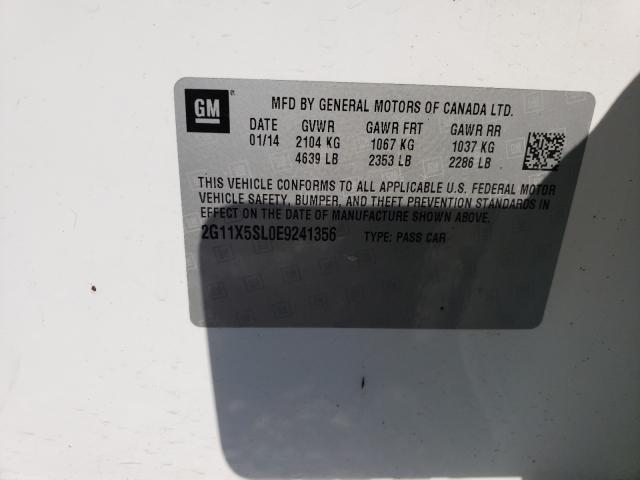 GM ®
MFD BY GENERAL MOTORS OF CANADA LTD.
DATE GVWR GAWR FRT GAWR RR
01/14 2104 KG 1067 KG 1037 KG
4639 LB 2353 LB 2286 LB
THIS VEHICLE CONFORMS TO ALL APPLICABLE U.S. FEDERAL MOTOR
VEHICLE SAFETY, BUMPER, AND THEFT PREVENTION STANDARDS IN
EFFECT ON THE DATE OF MANUFACTURE SHOWN ABOVE.
2G11X5SL0E9241356 TYPE: PASS CAR